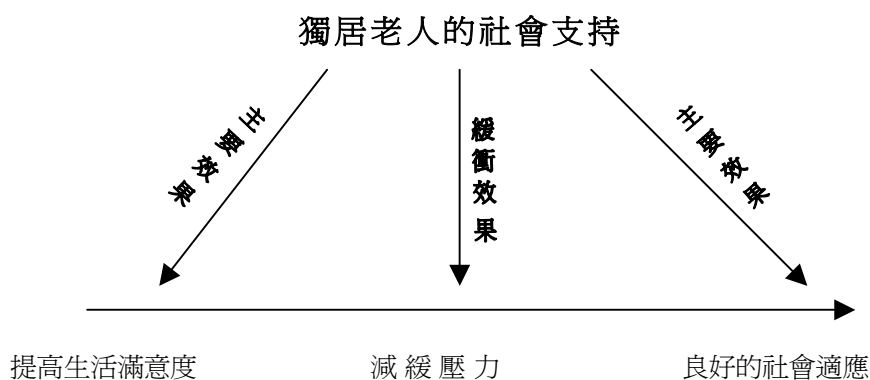 獨居老人的社會支持
主要效果
緩衝效果
主要效果
提高生活滿意度
減緩壓力
良好的社會適應